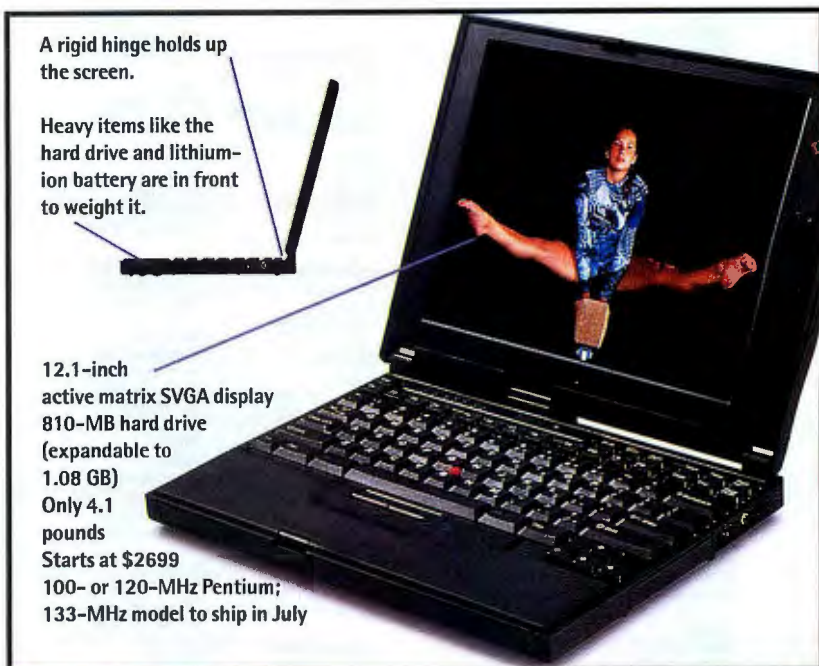 A rigid hinge holds up
the screen.
Heavy items like the
hard drive and lithium-
ion battery are in front
to weight it.
12.1-inch
active matrix SVGA display
810-MB hard drive
(expandable to
1.08 GB)
Only 4.1
pounds
Starts at $2699
100- or 120-MHz Pentium;
133-MHz model to ship in July